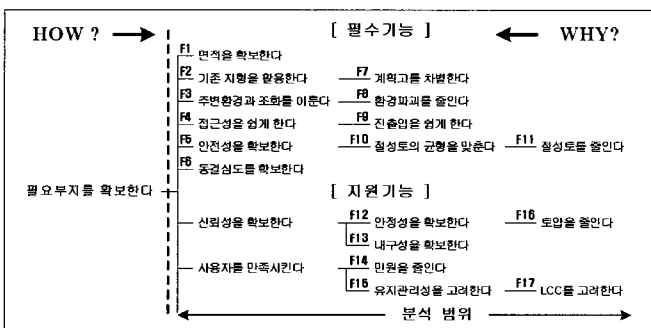 HOW ? [ 필수기능 ] WHY?
F1 면적을 확보한다
F2 기존 지형을 활용한다 F7 계획고를 차별한다
F3 주변환경과 조화를 이룬다 F8 환경파괴를 줄인다
F4 접근성을 쉽게 한다 F9 진출입을 쉽게 한다
F5 안전성을 확보한다 F10 절성토의 균형을 맞춘다 F11 절성토를 줄인다
F6 동결심도를 확보한다
필요부지를 확보한다 [ 지원기능 ]
신뢰성을 확보한다 F12 안정성을 확보한다 F16 토압을 줄인다
F13 내구성을 확보한다
사용자를 만족시킨다 F14 민원을 줄인다
F15 유지관리성을 고려한다 F17 LCC를 고려한다
분석 범위